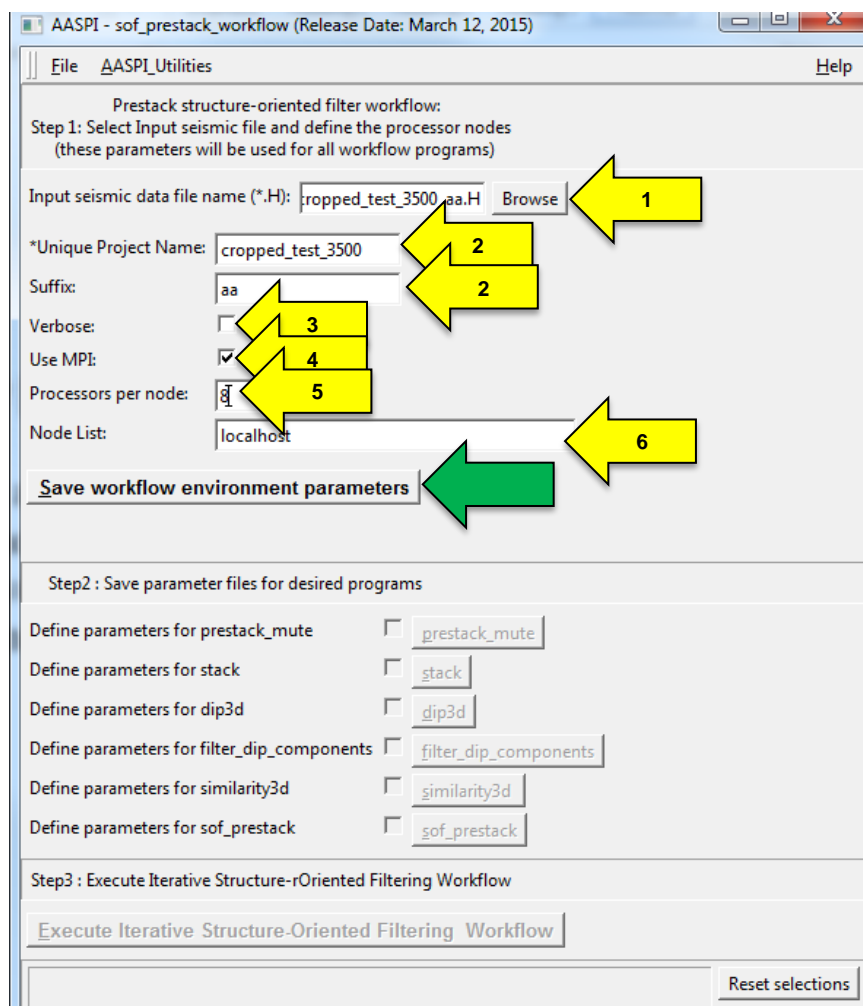 AASPI - sof_prestack_workflow (Release Date: March 12, 2015)
File AASPI_Utilities Help
Prestack structure-oriented filter workflow:
Step 1: Select Input seismic file and define the processor nodes
(these parameters will be used for all workflow programs)
Input seismic data file name (*.H): cropped_test_3500_aa.H Browse 1
*Unique Project Name: cropped_test_3500 2
Suffix: aa 2
Verbose: 3
Use MPI: 4
Processors per node: 8 5
Node List: localhost 6
Save workflow environment parameters
Step2 : Save parameter files for desired programs
Define parameters for prestack_mute prestack_mute
Define parameters for stack stack
Define parameters for dip3d dip3d
Define parameters for filter_dip_components filter_dip_components
Define parameters for similarity3d similarity3d
Define parameters for sof_prestack sof_prestack
Step3 : Execute Iterative Structure-rOriented Filtering Workflow
Execute Iterative Structure-Oriented Filtering Workflow
Reset selections